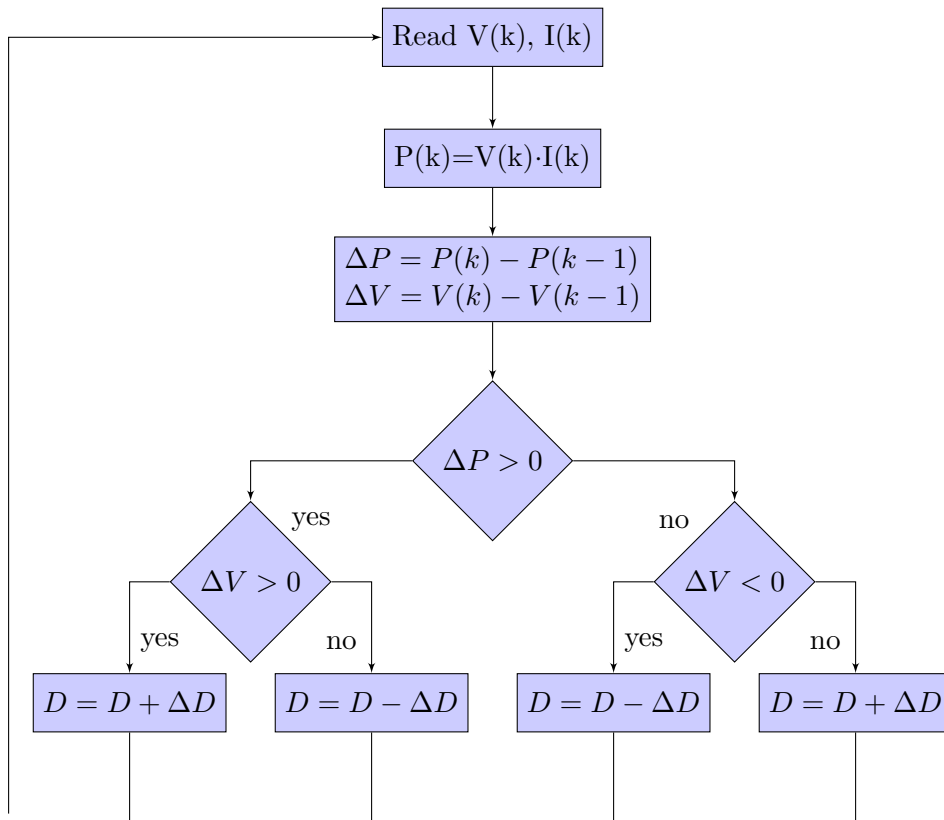 Read V(k), I(k)
P(k)=V(k)·I(k)
ΔP = P(k) − P(k − 1)
ΔV = V(k) − V(k − 1)
ΔP > 0
yes
no
ΔV > 0
ΔV < 0
yes
no
yes
no
D = D + ΔD
D = D − ΔD
D = D − ΔD
D = D + ΔD